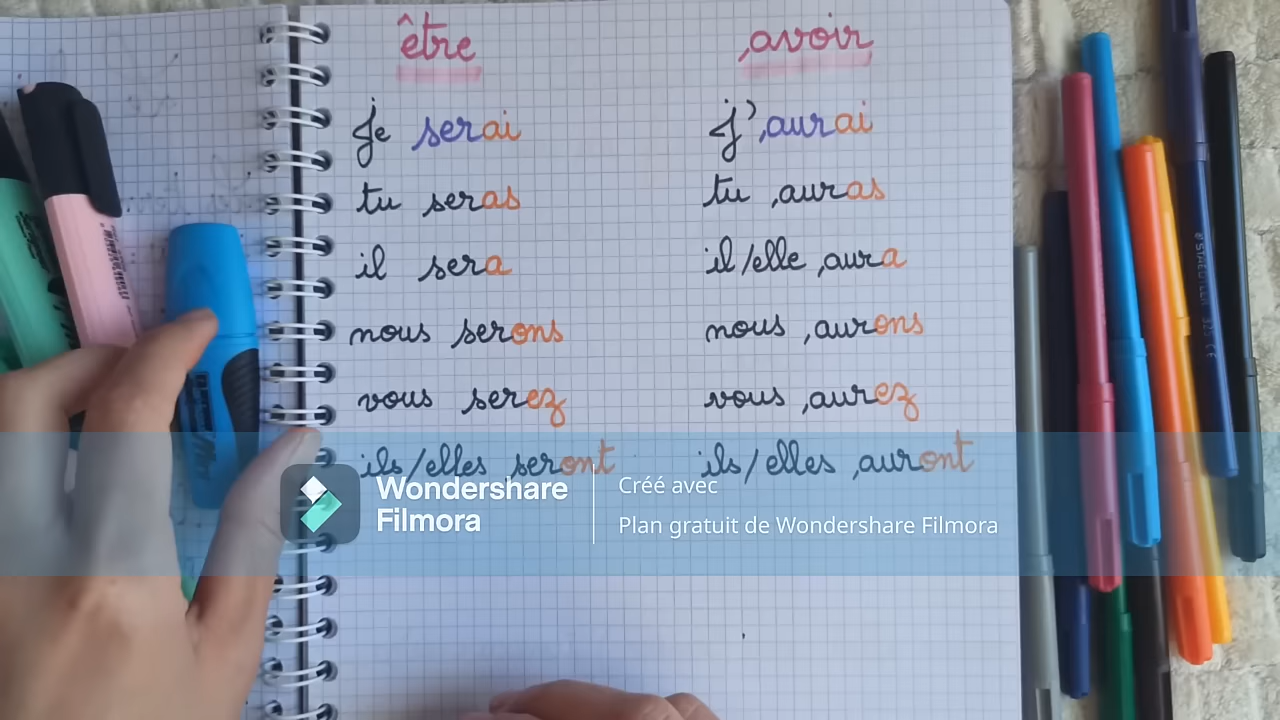 être avoir
je serai j'aurai
tu seras tu auras
il sera il/elle aura
nous serons nous aurons
vous serez vous aurez
ils/elles seront ils/elles auront
Wondershare Filmora
Créé avec
Plan gratuit de Wondershare Filmora
STAEDTLER